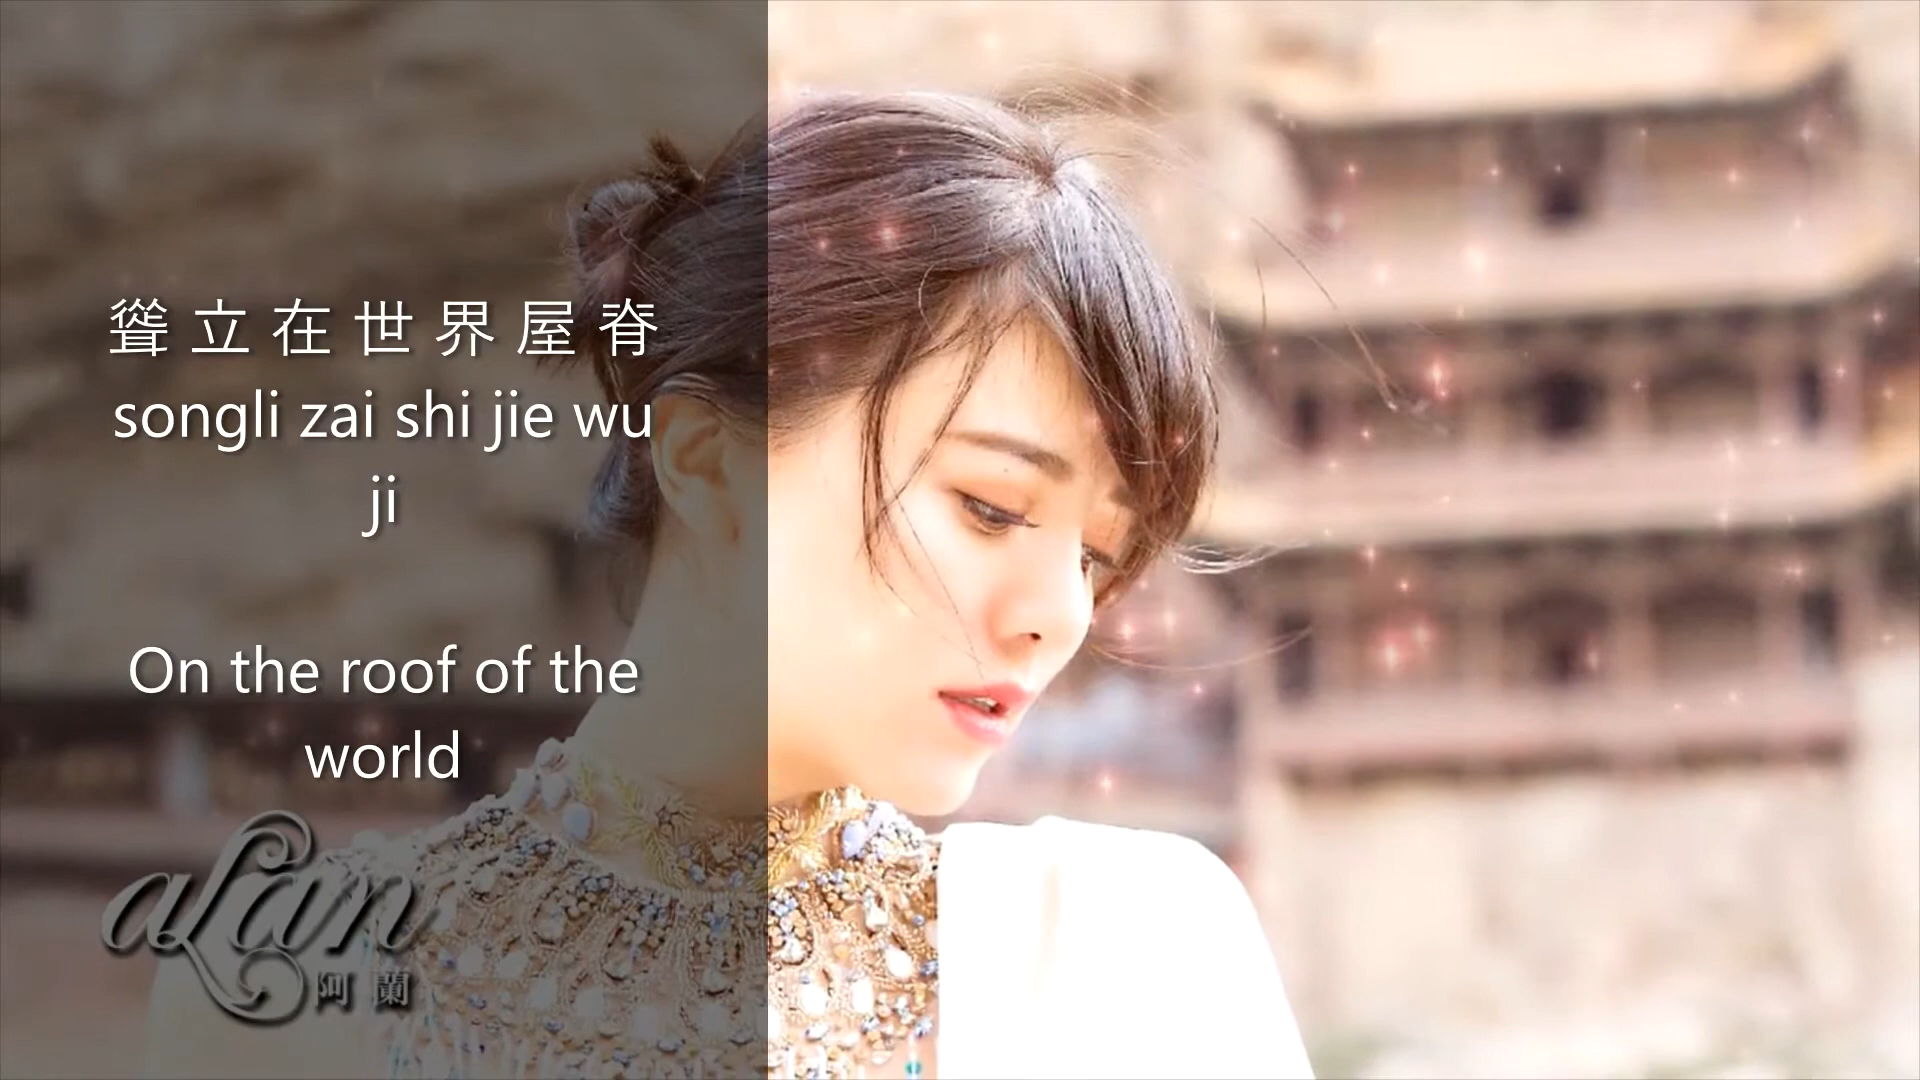 聳 立 在 世 界 屋 脊
songli zai shi jie wu
ji
On the roof of the
world
alan
阿 蘭